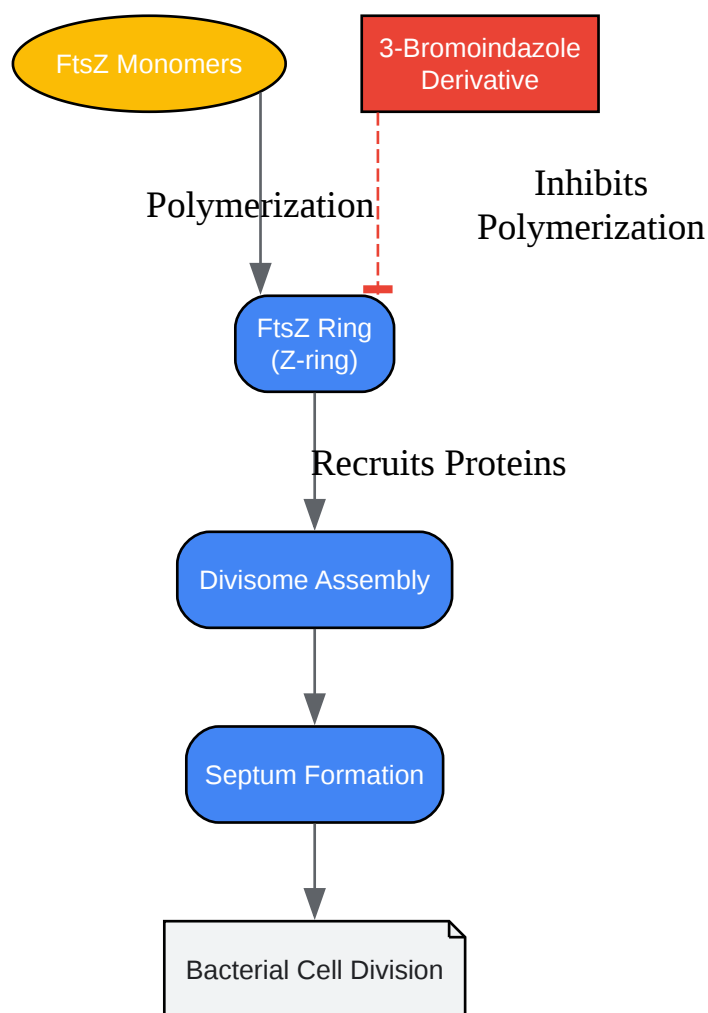 FtsZ Monomers
3-Bromoindazole
Derivative
Polymerization
Inhibits
Polymerization
FtsZ Ring
(Z-ring)
Recruits Proteins
Divisome Assembly
Septum Formation
Bacterial Cell Division